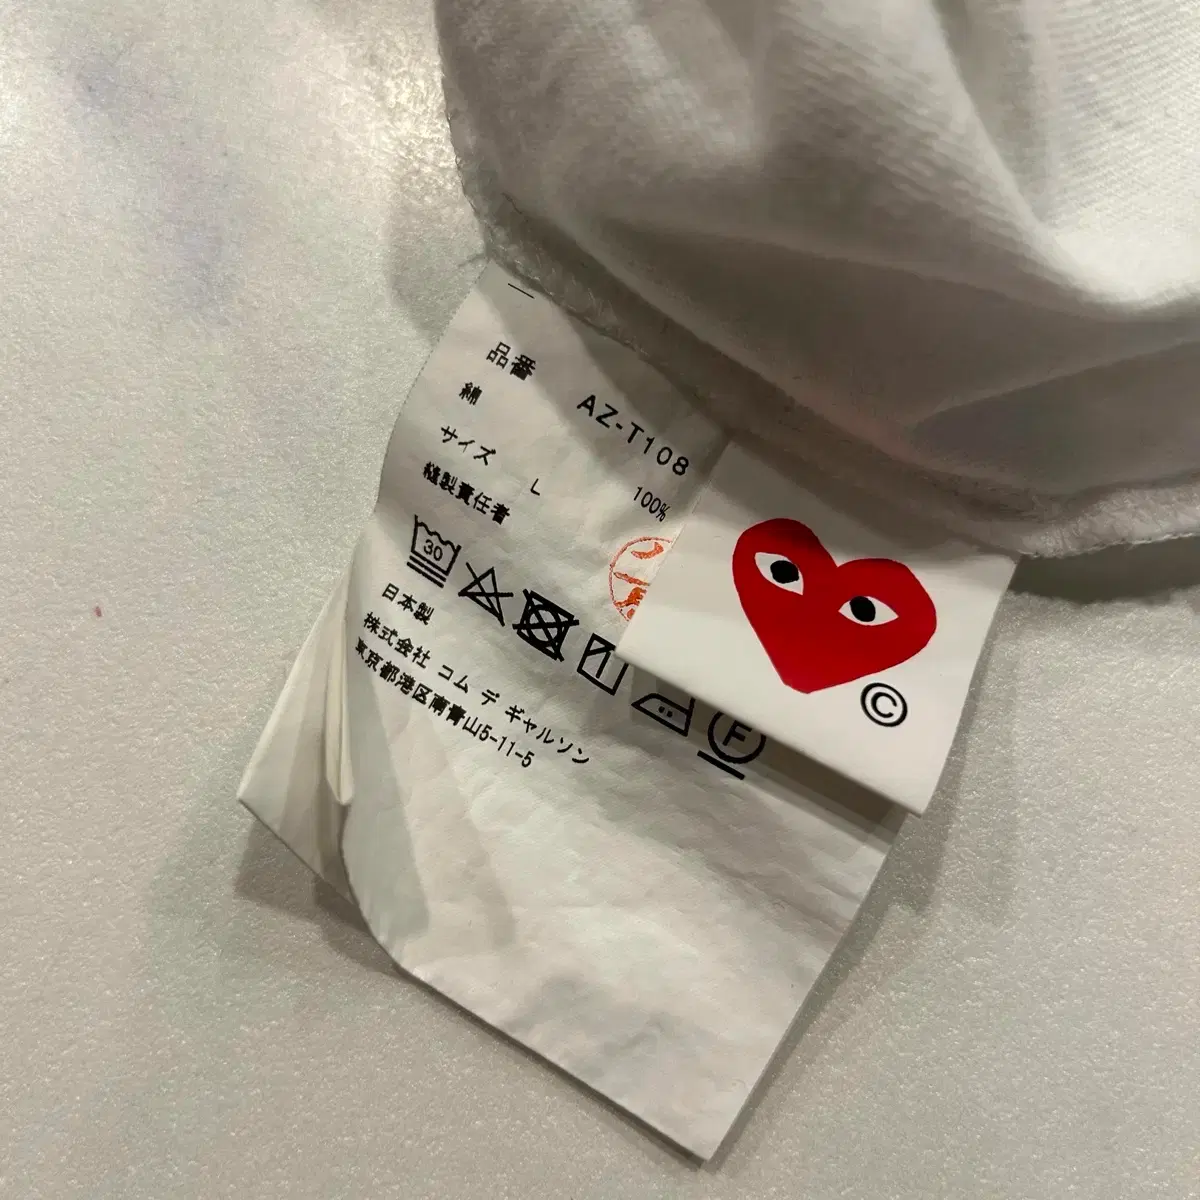 品番 AZ-T108
綿 100%
サイズ L
縫製責任者
30
日本製
株式会社 コム デ ギャルソン
東京都港区南青山5-11-5
F
©